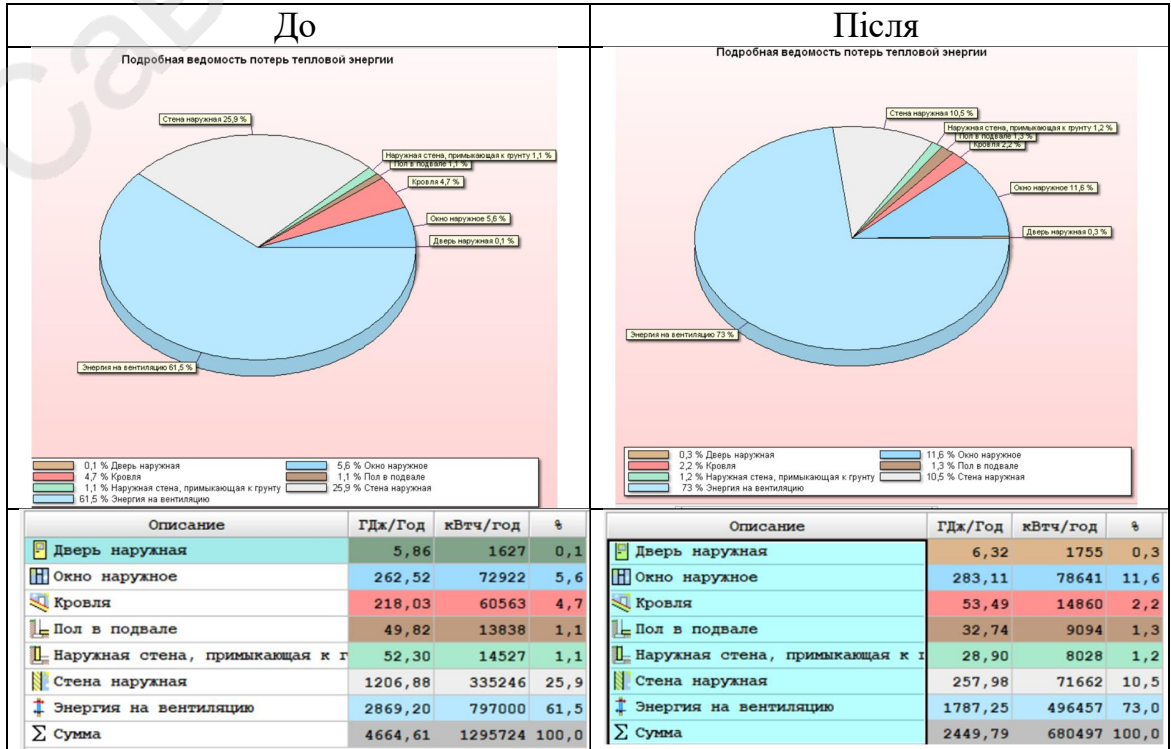 До
Після
Подробная ведомость потерь тепловой энергии
Стена наружная 25,9 %
Наружная стена, примыкающая к грунту 1,1 %
Пол в подвале 1,1 %
Кровля 4,7 %
Окно наружное 5,6 %
Дверь наружная 0,1 %
Энергия на вентиляцию 61,5 %
0,1 % Дверь наружная
5,6 % Окно наружное
4,7 % Кровля
1,1 % Пол в подвале
1,1 % Наружная стена, примыкающая к грунту
25,9 % Стена наружная
61,5 % Энергия на вентиляцию
Подробная ведомость потерь тепловой энергии
Стена наружная 10,5 %
Наружная стена, примыкающая к грунту 1,2 %
Пол в подвале 1,3 %
Кровля 2,2 %
Окно наружное 11,6 %
Дверь наружная 0,3 %
Энергия на вентиляцию 73 %
0,3 % Дверь наружная
11,6 % Окно наружное
2,2 % Кровля
1,3 % Пол в подвале
1,2 % Наружная стена, примыкающая к грунту
10,5 % Стена наружная
73 % Энергия на вентиляцию
Описание ГДж/Год кВтч/год %
Дверь наружная 5,86 1627 0,1
Окно наружное 262,52 72922 5,6
Кровля 218,03 60563 4,7
Пол в подвале 49,82 13838 1,1
Наружная стена, примыкающая к г 52,30 14527 1,1
Стена наружная 1206,88 335246 25,9
Энергия на вентиляцию 2869,20 797000 61,5
Σ Сумма 4664,61 1295724 100,0
Описание ГДж/Год кВтч/год %
Дверь наружная 6,32 1755 0,3
Окно наружное 283,11 78641 11,6
Кровля 53,49 14860 2,2
Пол в подвале 32,74 9094 1,3
Наружная стена, примыкающая к г 28,90 8028 1,2
Стена наружная 257,98 71662 10,5
Энергия на вентиляцию 1787,25 496457 73,0
Σ Сумма 2449,79 680497 100,0